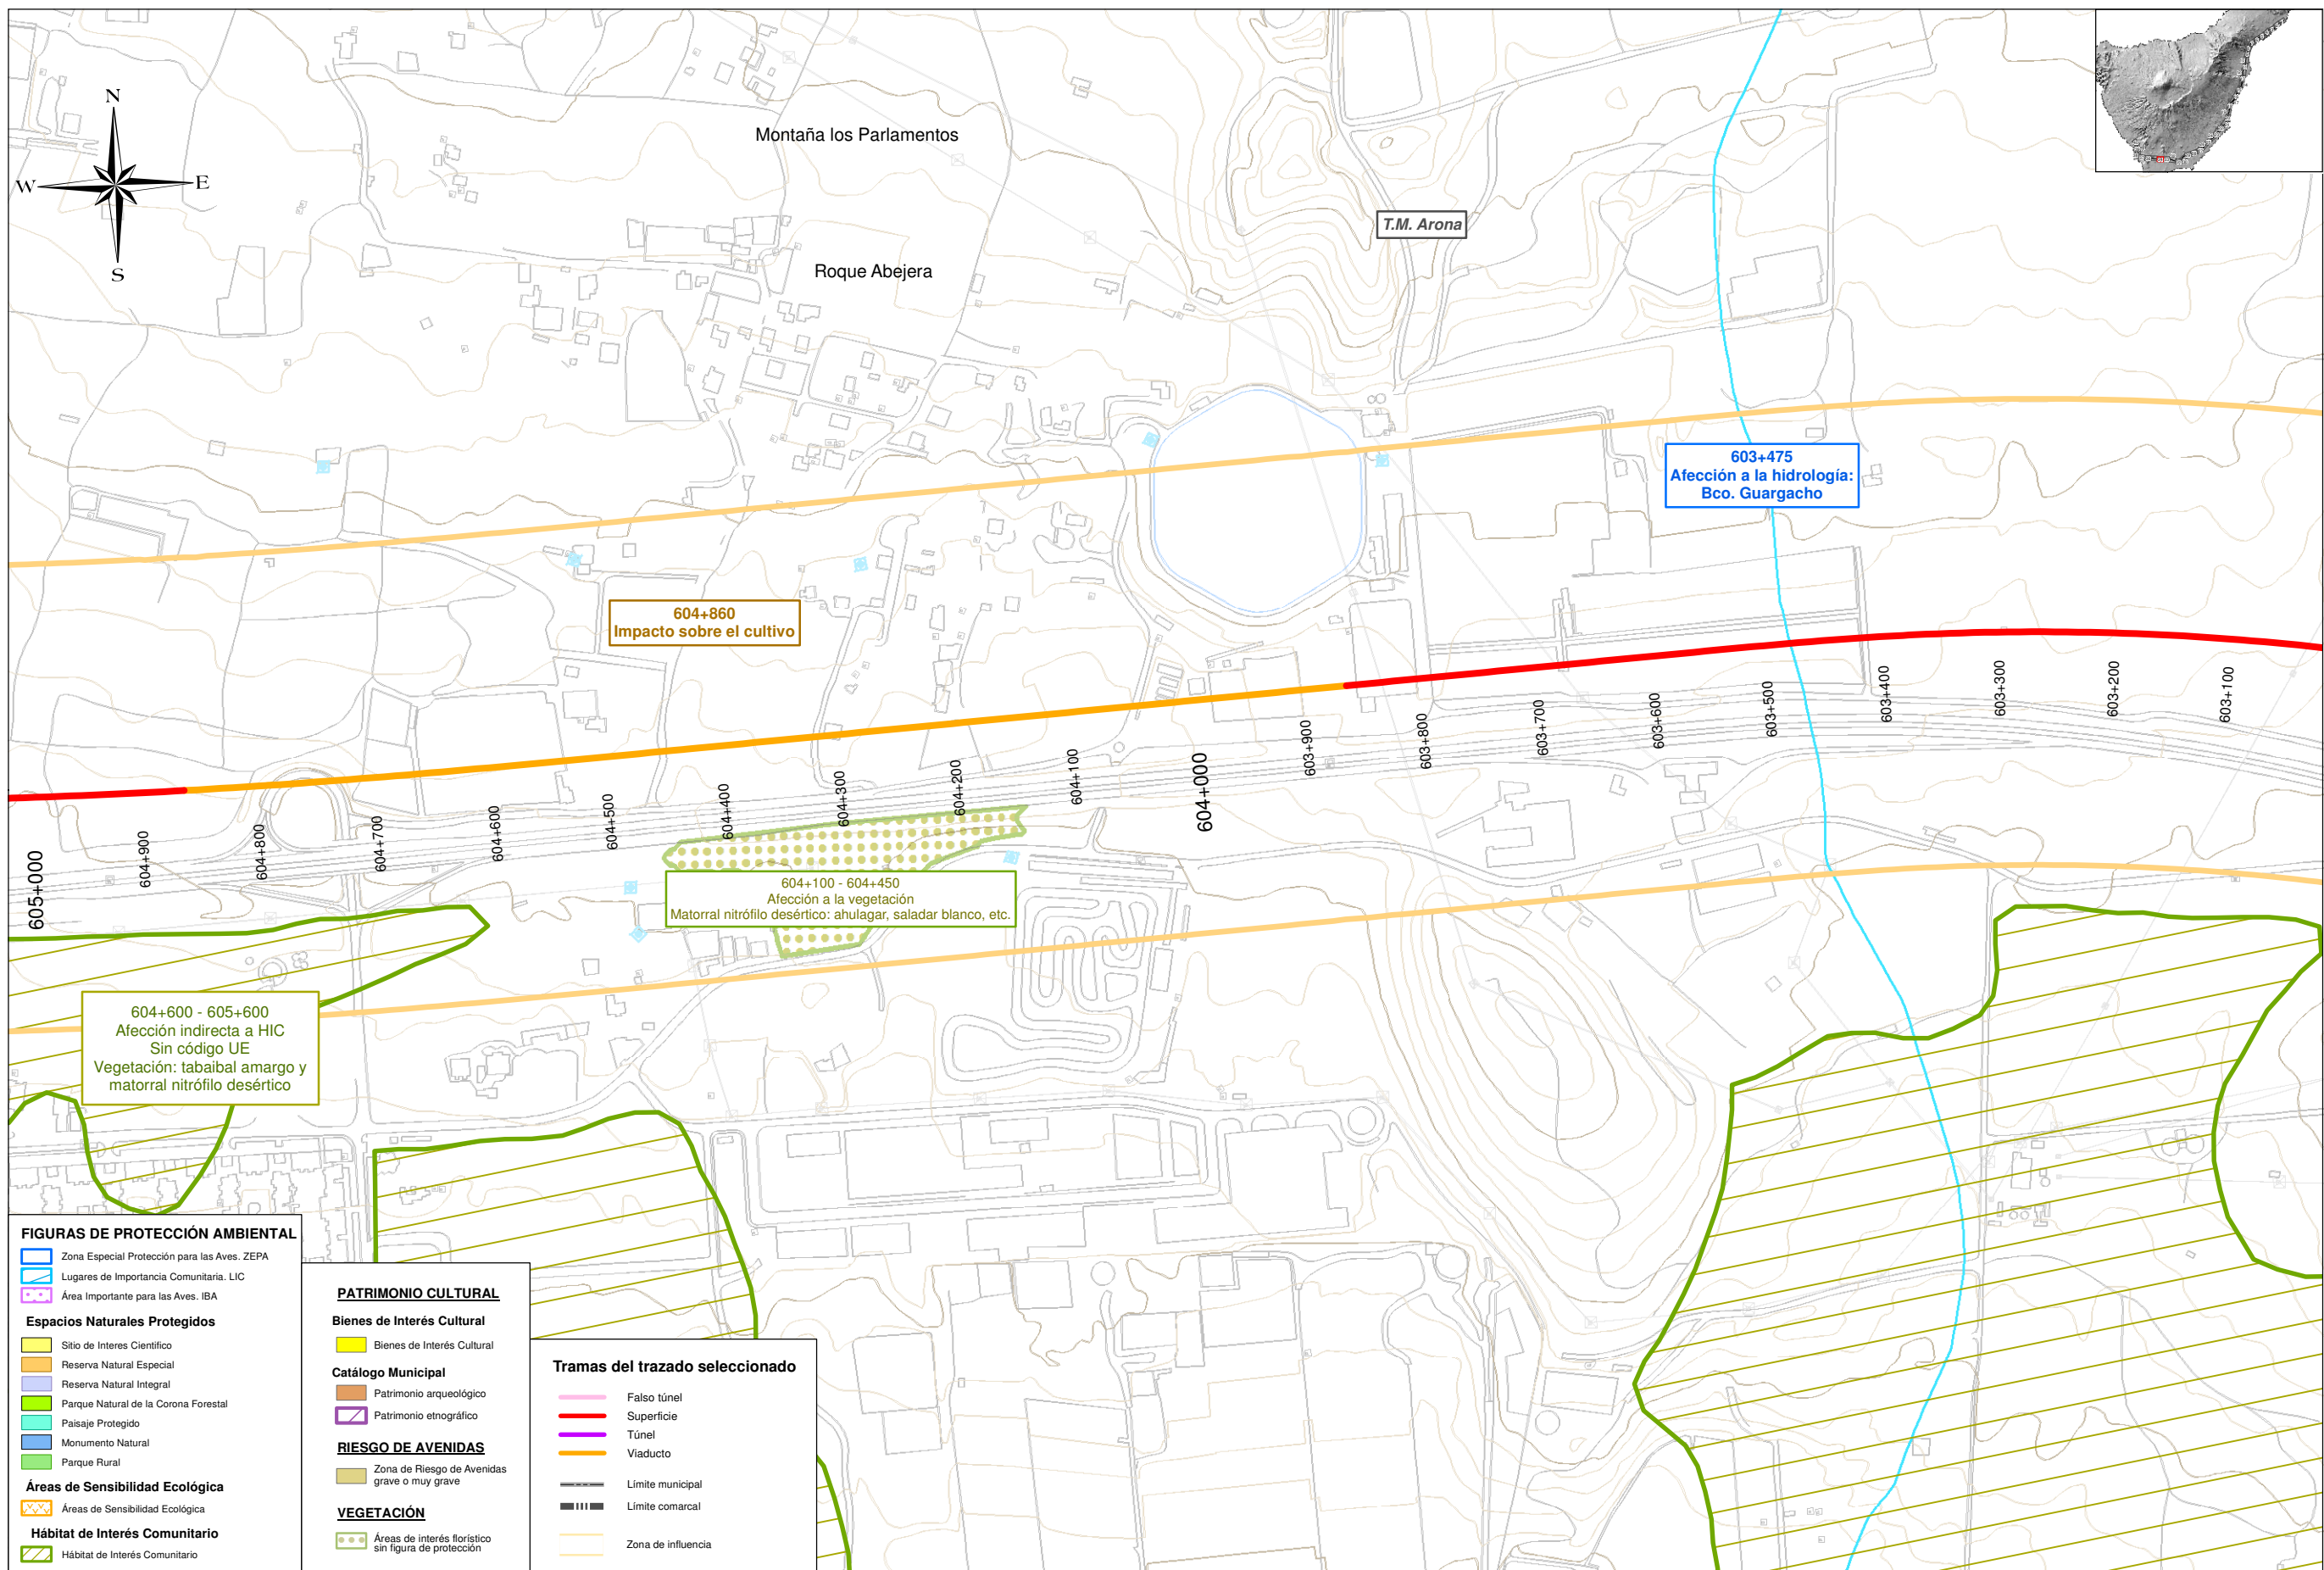 N
W
E
S
Montaña los Parlamentos
T.M. Arona
Roque Abejera
603+475
Afección a la hidrología:
Bco. Guargacho
604+860
Impacto sobre el cultivo
605+000
604+900
604+800
604+700
604+600
604+500
604+400
604+300
604+200
604+100
604+000
603+900
603+800
603+700
603+600
603+500
603+400
603+300
603+200
603+100
604+100 - 604+450
Afección a la vegetación
Matorral nitrófilo desértico: ahulagar, saladar blanco, etc.
604+600 - 605+600
Afección indirecta a HIC
Sin código UE
Vegetación: tabaibal amargo y
matorral nitrófilo desértico
FIGURAS DE PROTECCIÓN AMBIENTAL
Zona Especial Protección para las Aves. ZEPA
Lugares de Importancia Comunitaria. LIC
Área Importante para las Aves. IBA
Espacios Naturales Protegidos
Sitio de Interes Cientifico
Reserva Natural Especial
Reserva Natural Integral
Parque Natural de la Corona Forestal
Paisaje Protegido
Monumento Natural
Parque Rural
Áreas de Sensibilidad Ecológica
Áreas de Sensibilidad Ecológica
Hábitat de Interés Comunitario
Hábitat de Interés Comunitario
PATRIMONIO CULTURAL
Bienes de Interés Cultural
Bienes de Interés Cultural
Catálogo Municipal
Patrimonio arqueológico
Patrimonio etnográfico
RIESGO DE AVENIDAS
Zona de Riesgo de Avenidas
grave o muy grave
VEGETACIÓN
Áreas de interés florístico
sin figura de protección
Tramas del trazado seleccionado
Falso túnel
Superficie
Túnel
Viaducto
Límite municipal
Límite comarcal
Zona de influencia